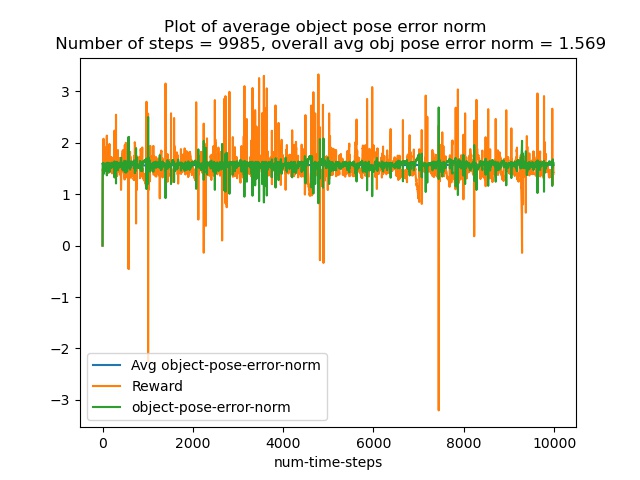 Plot of average object pose error norm
Number of steps = 9985, overall avg obj pose error norm = 1.569
3
2
1
0
−1
−2
−3
Avg object-pose-error-norm
Reward
object-pose-error-norm
0 2000 4000 6000 8000 10000
num-time-steps